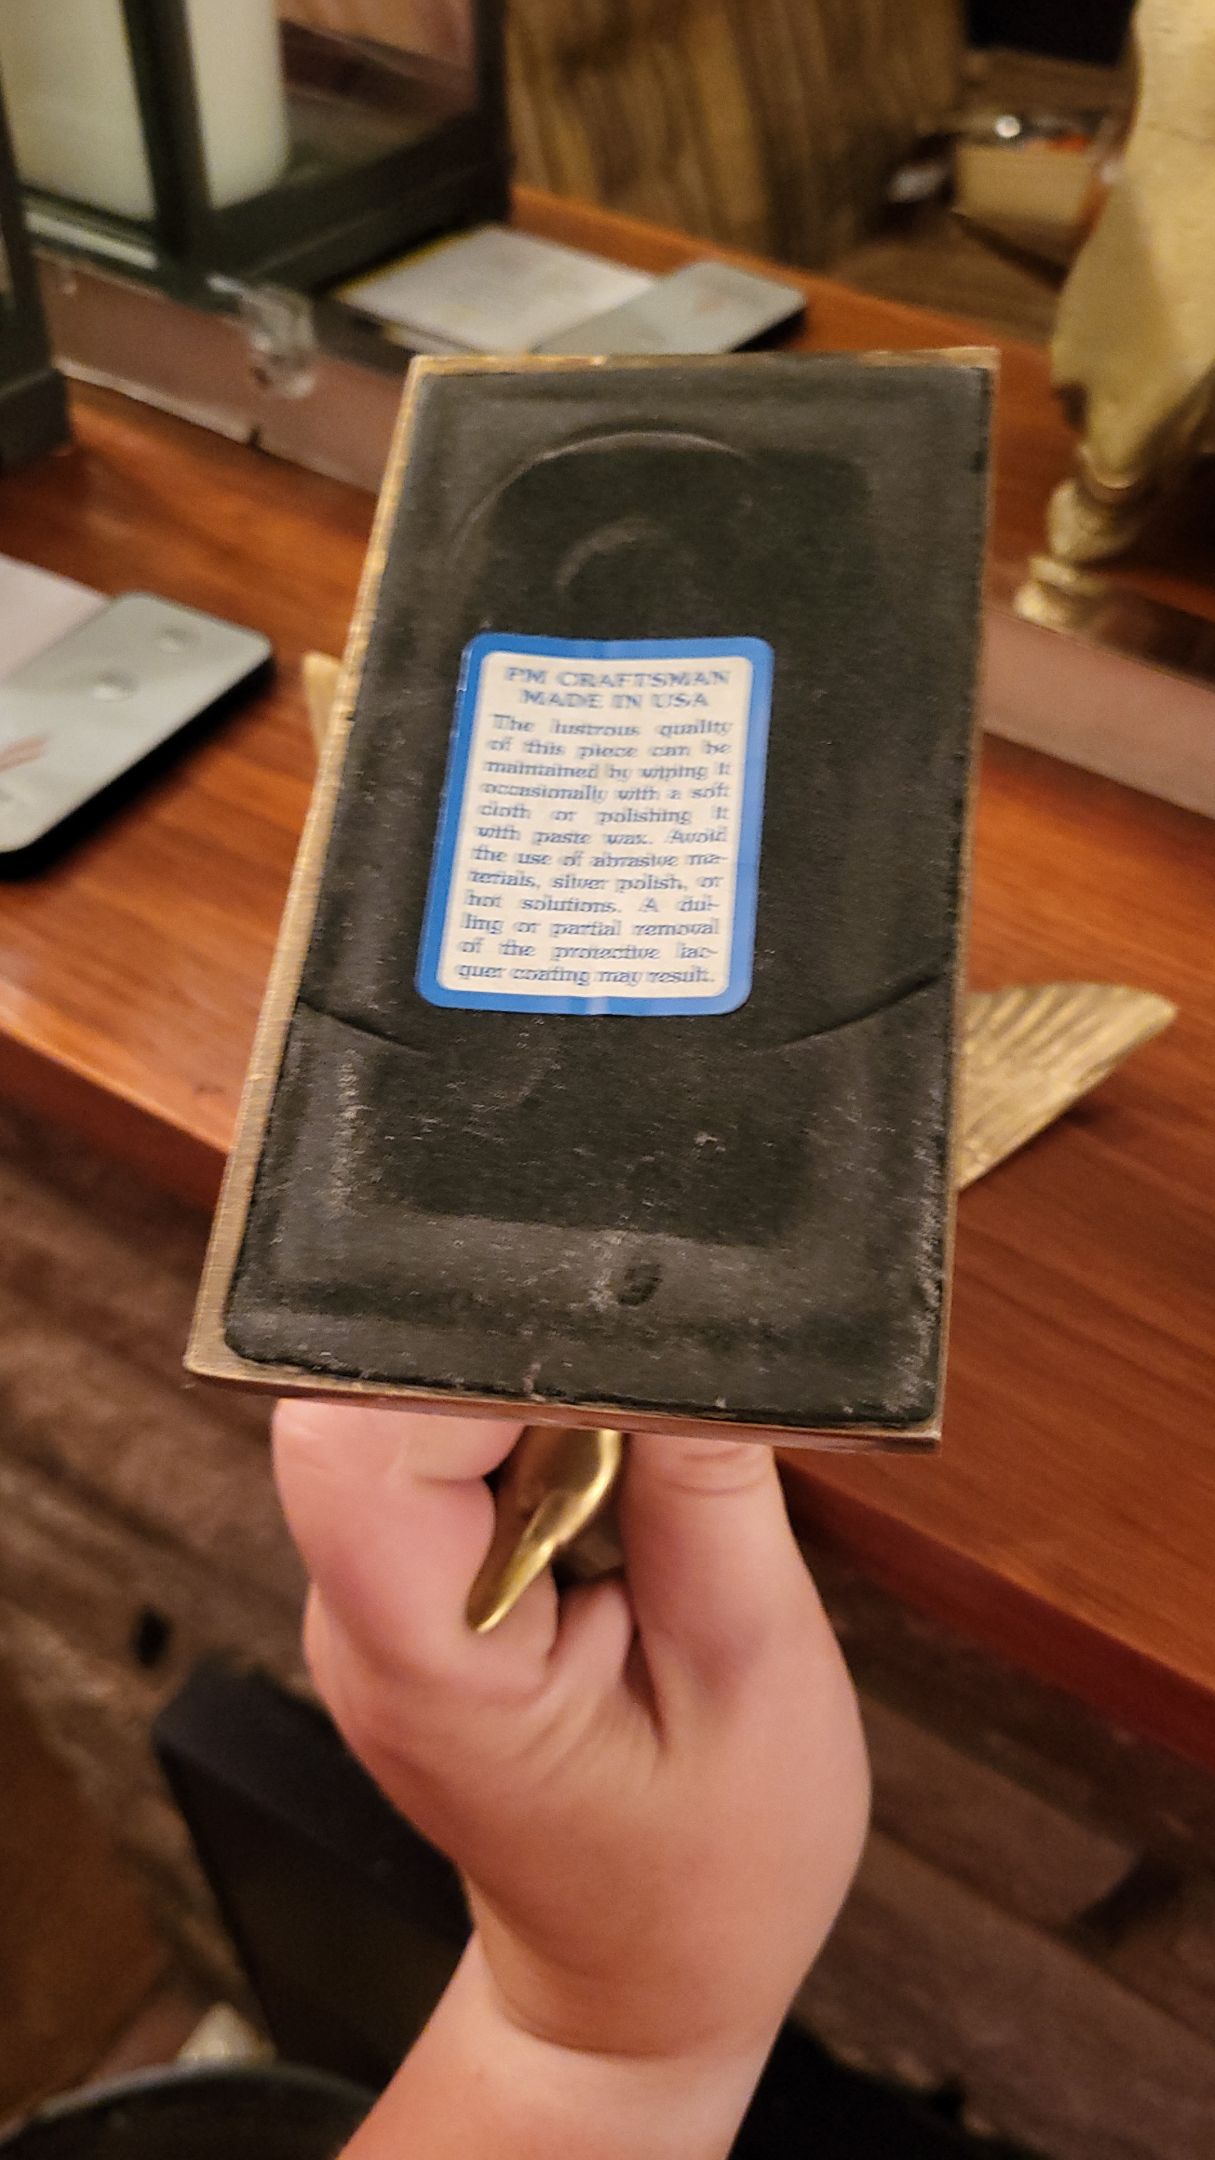 PM CRAFTSMAN
MADE IN USA
The lustrous quality
of this piece can be
maintained by wiping it
occasionally with a soft
cloth or polishing it
with paste wax. Avoid
the use of abrasive ma-
terials, silver polish, or
hot solutions. A dul-
ling or partial removal
of the protective lac-
quer coating may result.